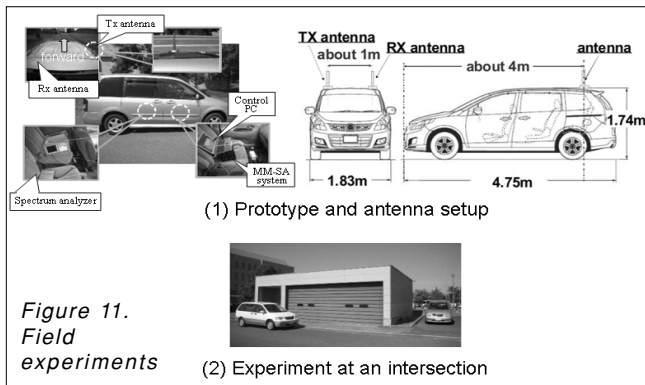 Tx antenna
forward
Rx antenna
Control
PC
MM-SA
system
Spectrum analyzer
TX antenna
about 1m
RX antenna
about 4m
antenna
1.74m
1.83m
4.75m
(1) Prototype and antenna setup
Figure 11.
Field
experiments
(2) Experiment at an intersection